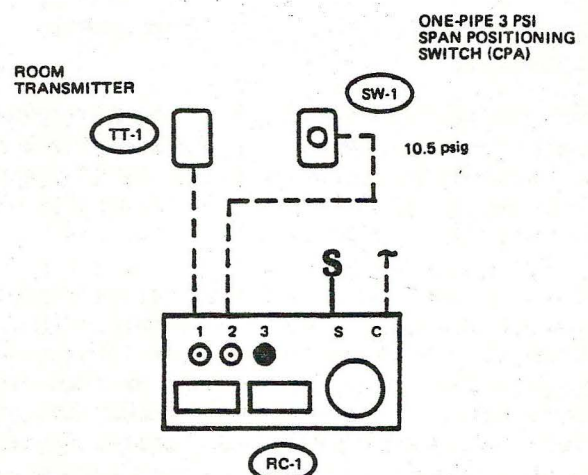 ONE-PIPE 3 PSI
SPAN POSITIONING
SWITCH (CPA)
ROOM
TRANSMITTER
TT-1
SW-1
10.5 psig
S
1 2 3 S C
RC-1